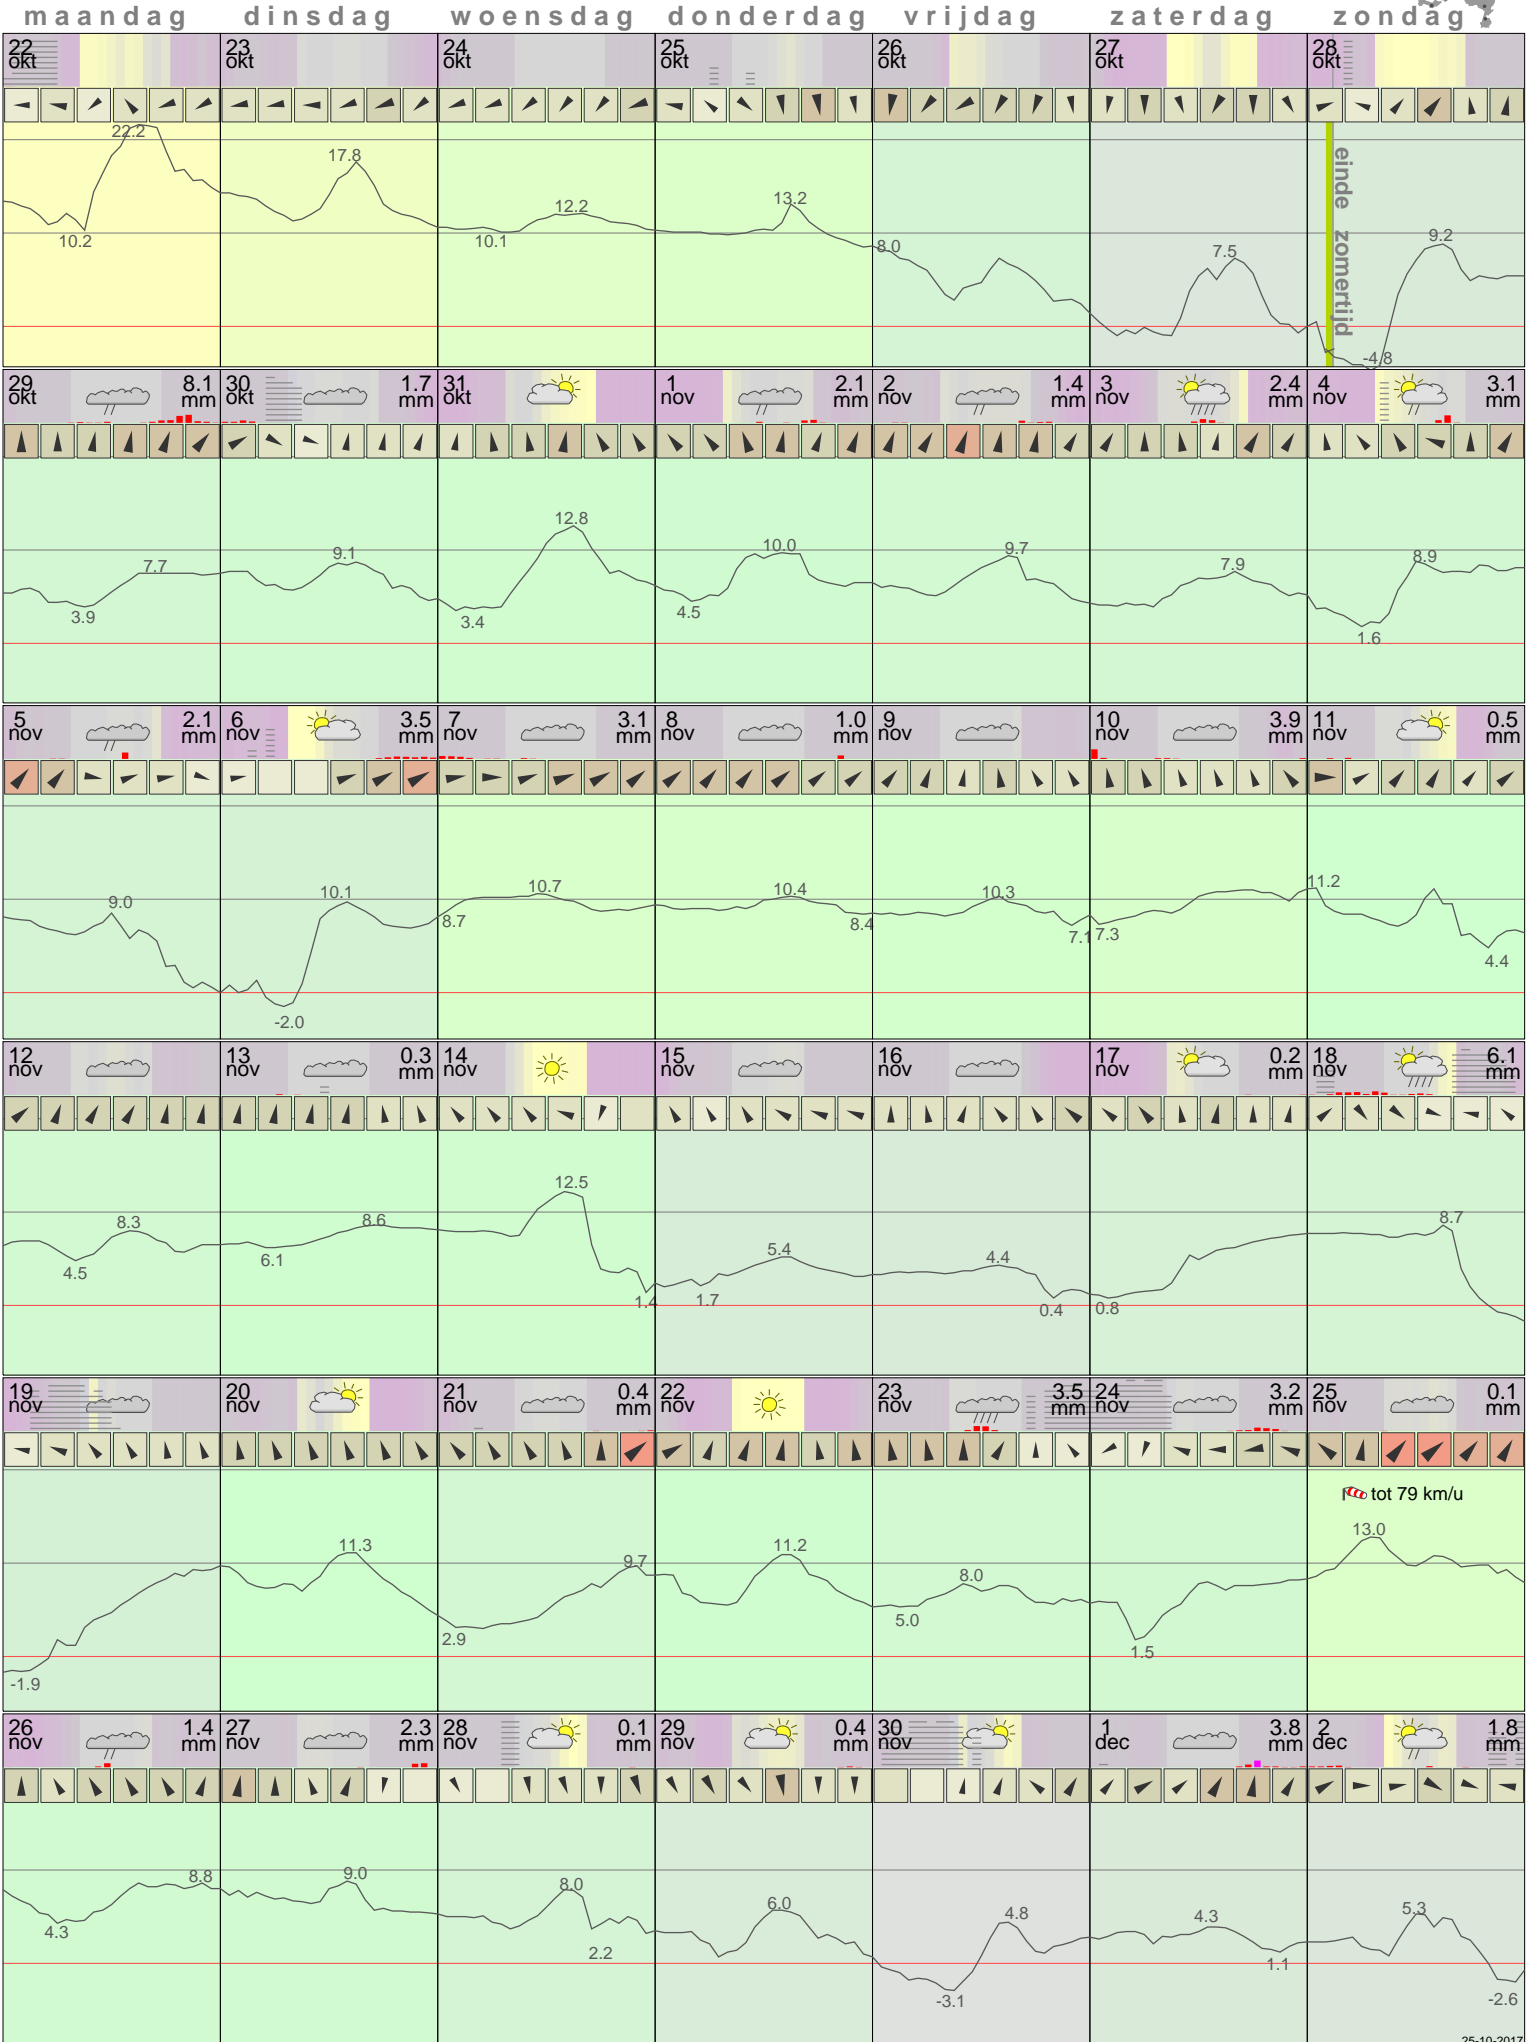 maandag dinsdag woensdag donderdag vrijdag zaterdag zondag
22 okt 23 okt 24 okt 25 okt 26 okt 27 okt 28 okt
22.2 10.2 17.8 10.1 12.2 13.2 8.0 7.5 -4.8 9.2
einde zomertijd
29 okt 8.1 mm 30 okt 1.7 mm 31 okt 1 nov 2.1 mm 2 nov 1.4 mm 3 nov 2.4 mm 4 nov 3.1 mm
3.9 7.7 9.1 3.4 12.8 4.5 10.0 9.7 7.9 1.6 8.9
5 nov 2.1 mm 6 nov 3.5 mm 7 nov 3.1 mm 8 nov 1.0 mm 9 nov 10 nov 3.9 mm 11 nov 0.5 mm
9.0 -2.0 10.1 8.7 10.7 10.4 8.4 10.3 7.1 7.3 11.2 4.4
12 nov 13 nov 0.3 mm 14 nov 15 nov 16 nov 17 nov 0.2 mm 18 nov 6.1 mm
4.5 8.3 6.1 8.6 12.5 1.4 1.7 5.4 4.4 0.4 0.8 8.7
19 nov 20 nov 21 nov 0.4 mm 22 nov 23 nov 3.5 mm 24 nov 3.2 mm 25 nov 0.1 mm
tot 79 km/u
-1.9 11.3 2.9 9.7 11.2 5.0 8.0 1.5 13.0
26 nov 1.4 mm 27 nov 2.3 mm 28 nov 0.1 mm 29 nov 0.4 mm 30 nov 1 dec 3.8 mm 2 dec 1.8 mm
4.3 8.8 9.0 8.0 2.2 6.0 -3.1 4.8 4.3 1.1 5.3 -2.6
25-10-2017